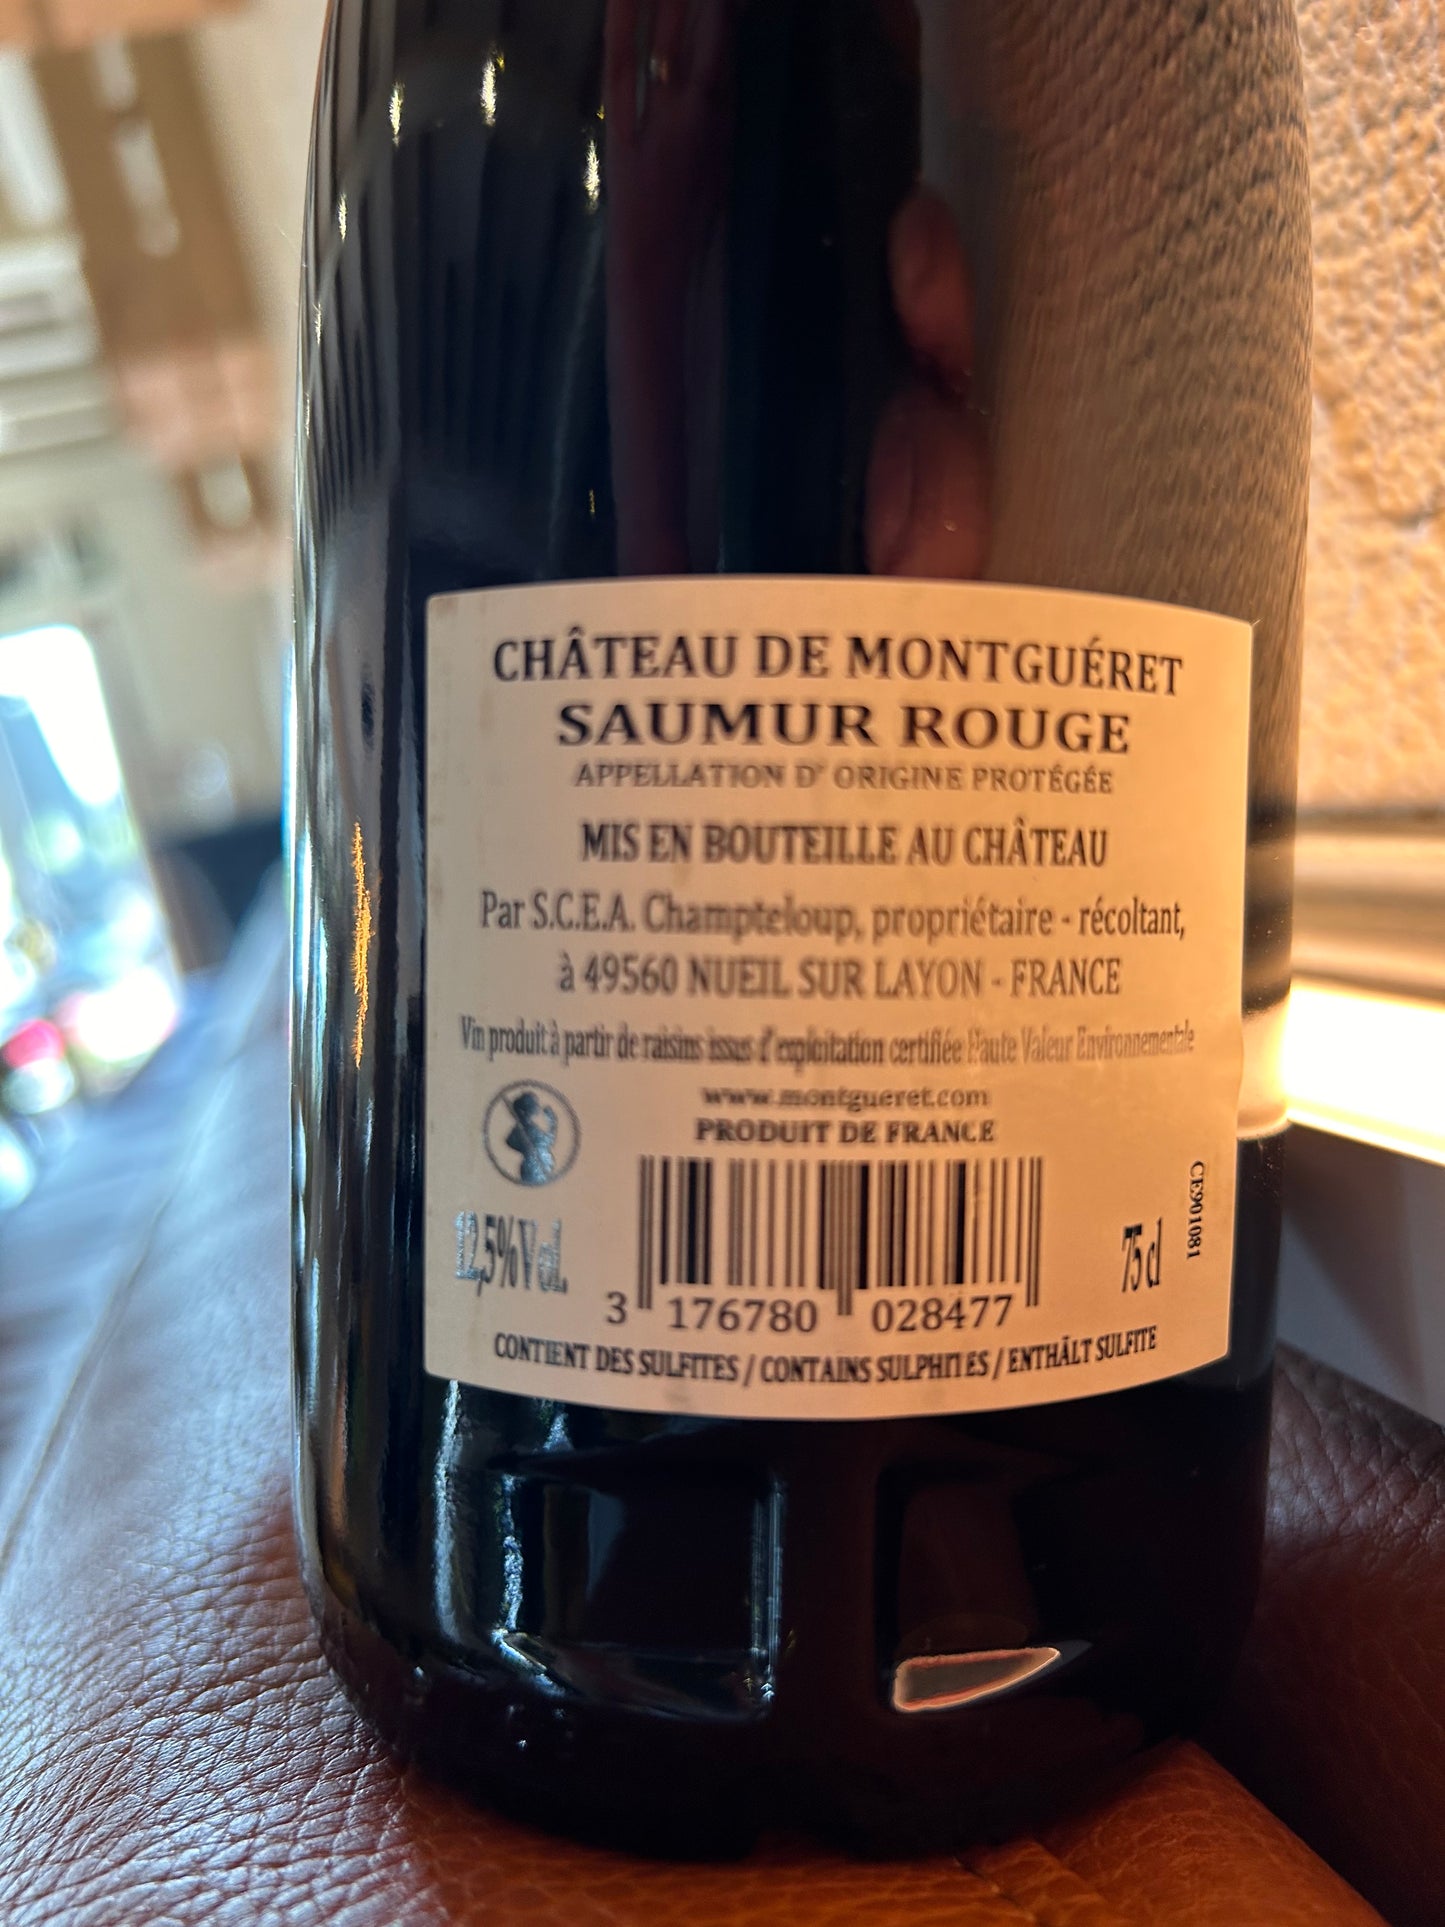 CHÂTEAU DE MONTGUÉRET
SAUMUR ROUGE
APPELLATION D' ORIGINE PROTÉGÉE
MIS EN BOUTEILLE AU CHÂTEAU
Par S.C.E.A. Champteloup, propriétaire - récoltant,
à 49560 NUEIL SUR LAYON - FRANCE
Vin produit à partir de raisins issus d'exploitation certifiée Haute Valeur Environnementale
www.montgueret.com
PRODUIT DE FRANCE
12,5%Vol.
75 cl
CE901081
3 176780 028477
CONTIENT DES SULFITES / CONTAINS SULPHITES / ENTHÄLT SULFITE